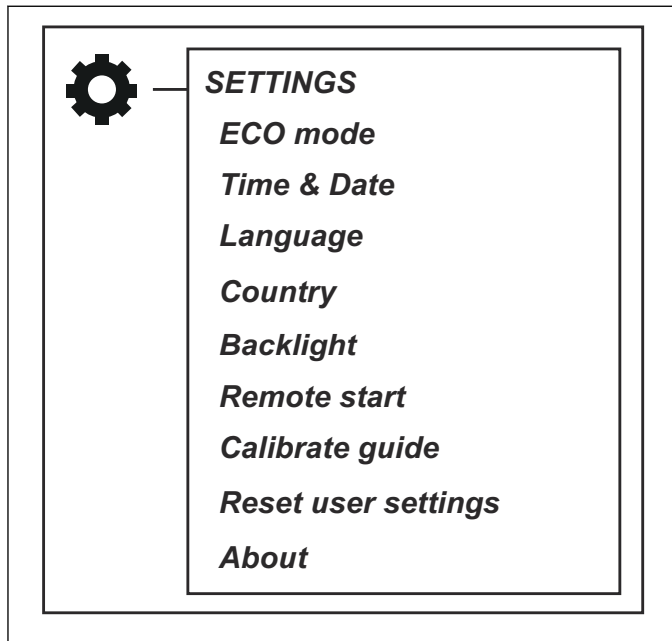 SETTINGS
ECO mode
Time & Date
Language
Country
Backlight
Remote start
Calibrate guide
Reset user settings
About